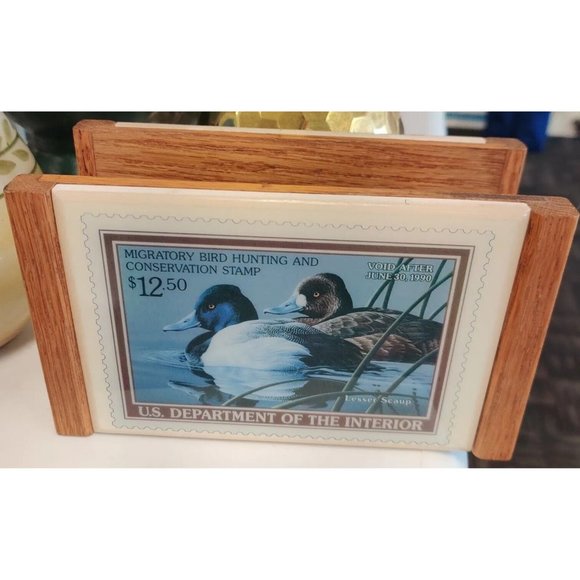 MIGRATORY BIRD HUNTING AND
CONSERVATION STAMP
$12.50
VOID AFTER
JUNE 30, 1990
Lesser Scaup
U.S. DEPARTMENT OF THE INTERIOR